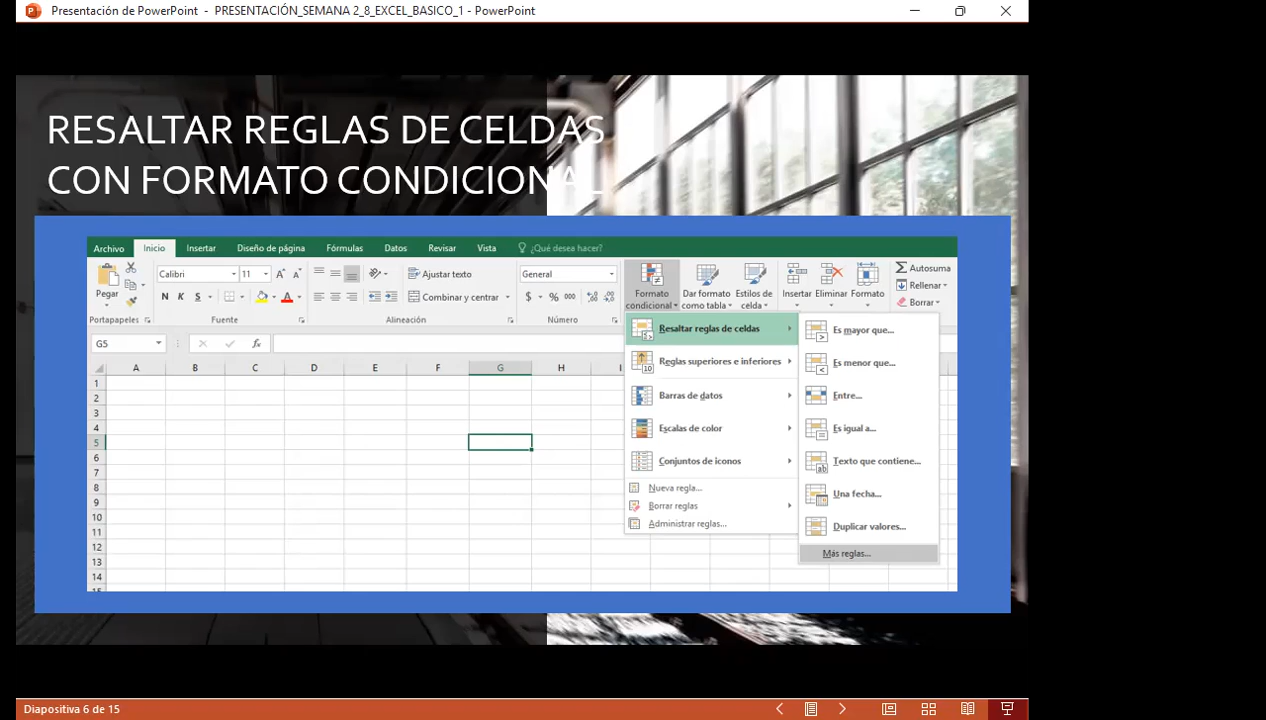 Presentación de PowerPoint - PRESENTACIÓN_SEMANA 2_8_EXCEL_BASICO_1 - PowerPoint
RESALTAR REGLAS DE CELDAS
CON FORMATO CONDICIONAL
Archivo Inicio Insertar Diseño de página Fórmulas Datos Revisar Vista ¿Qué desea hacer?
Calibri 11 Ajustar texto General Autosuma
Pegar N K S Combinar y centrar $ % 000 Formato condicional Dar formato como tabla Estilos de celda Insertar Eliminar Formato Rellenar
Borrar
Portapapeles Fuente Alineación Número
G5 fx
A B C D E F G H I
1
2
3
4
5
6
7
8
9
10
11
12
13
14
15
Resaltar reglas de celdas
Reglas superiores e inferiores
Barras de datos
Escalas de color
Conjuntos de iconos
Nueva regla...
Borrar reglas
Administrar reglas...
Es mayor que...
Es menor que...
Entre...
Es igual a...
Texto que contiene...
Una fecha...
Duplicar valores...
Más reglas...
Diapositiva 6 de 15